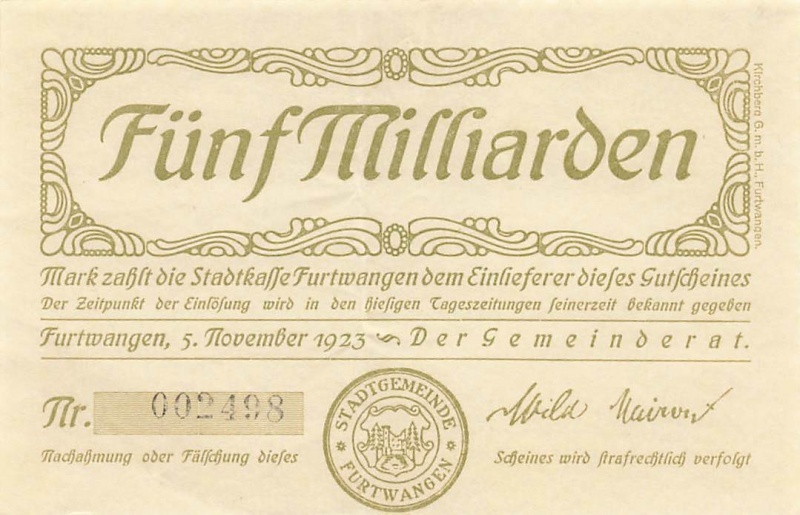 Fünf Milliarden
Mark zahlt die Stadtkasse Furtwangen dem Einlieferer dieses Gutscheines
Der Zeitpunkt der Einlösung wird in den hiesigen Tageszeitungen seinerzeit bekannt gegeben
Furtwangen, 5. November 1923 Der Gemeinderat.
Nr. 002498
STADTGEMEINDE
FURTWANGEN
Nachahmung oder Fälschung dieses Scheines wird strafrechtlich verfolgt
Kirchberg G.m.b.H., Furtwangen.